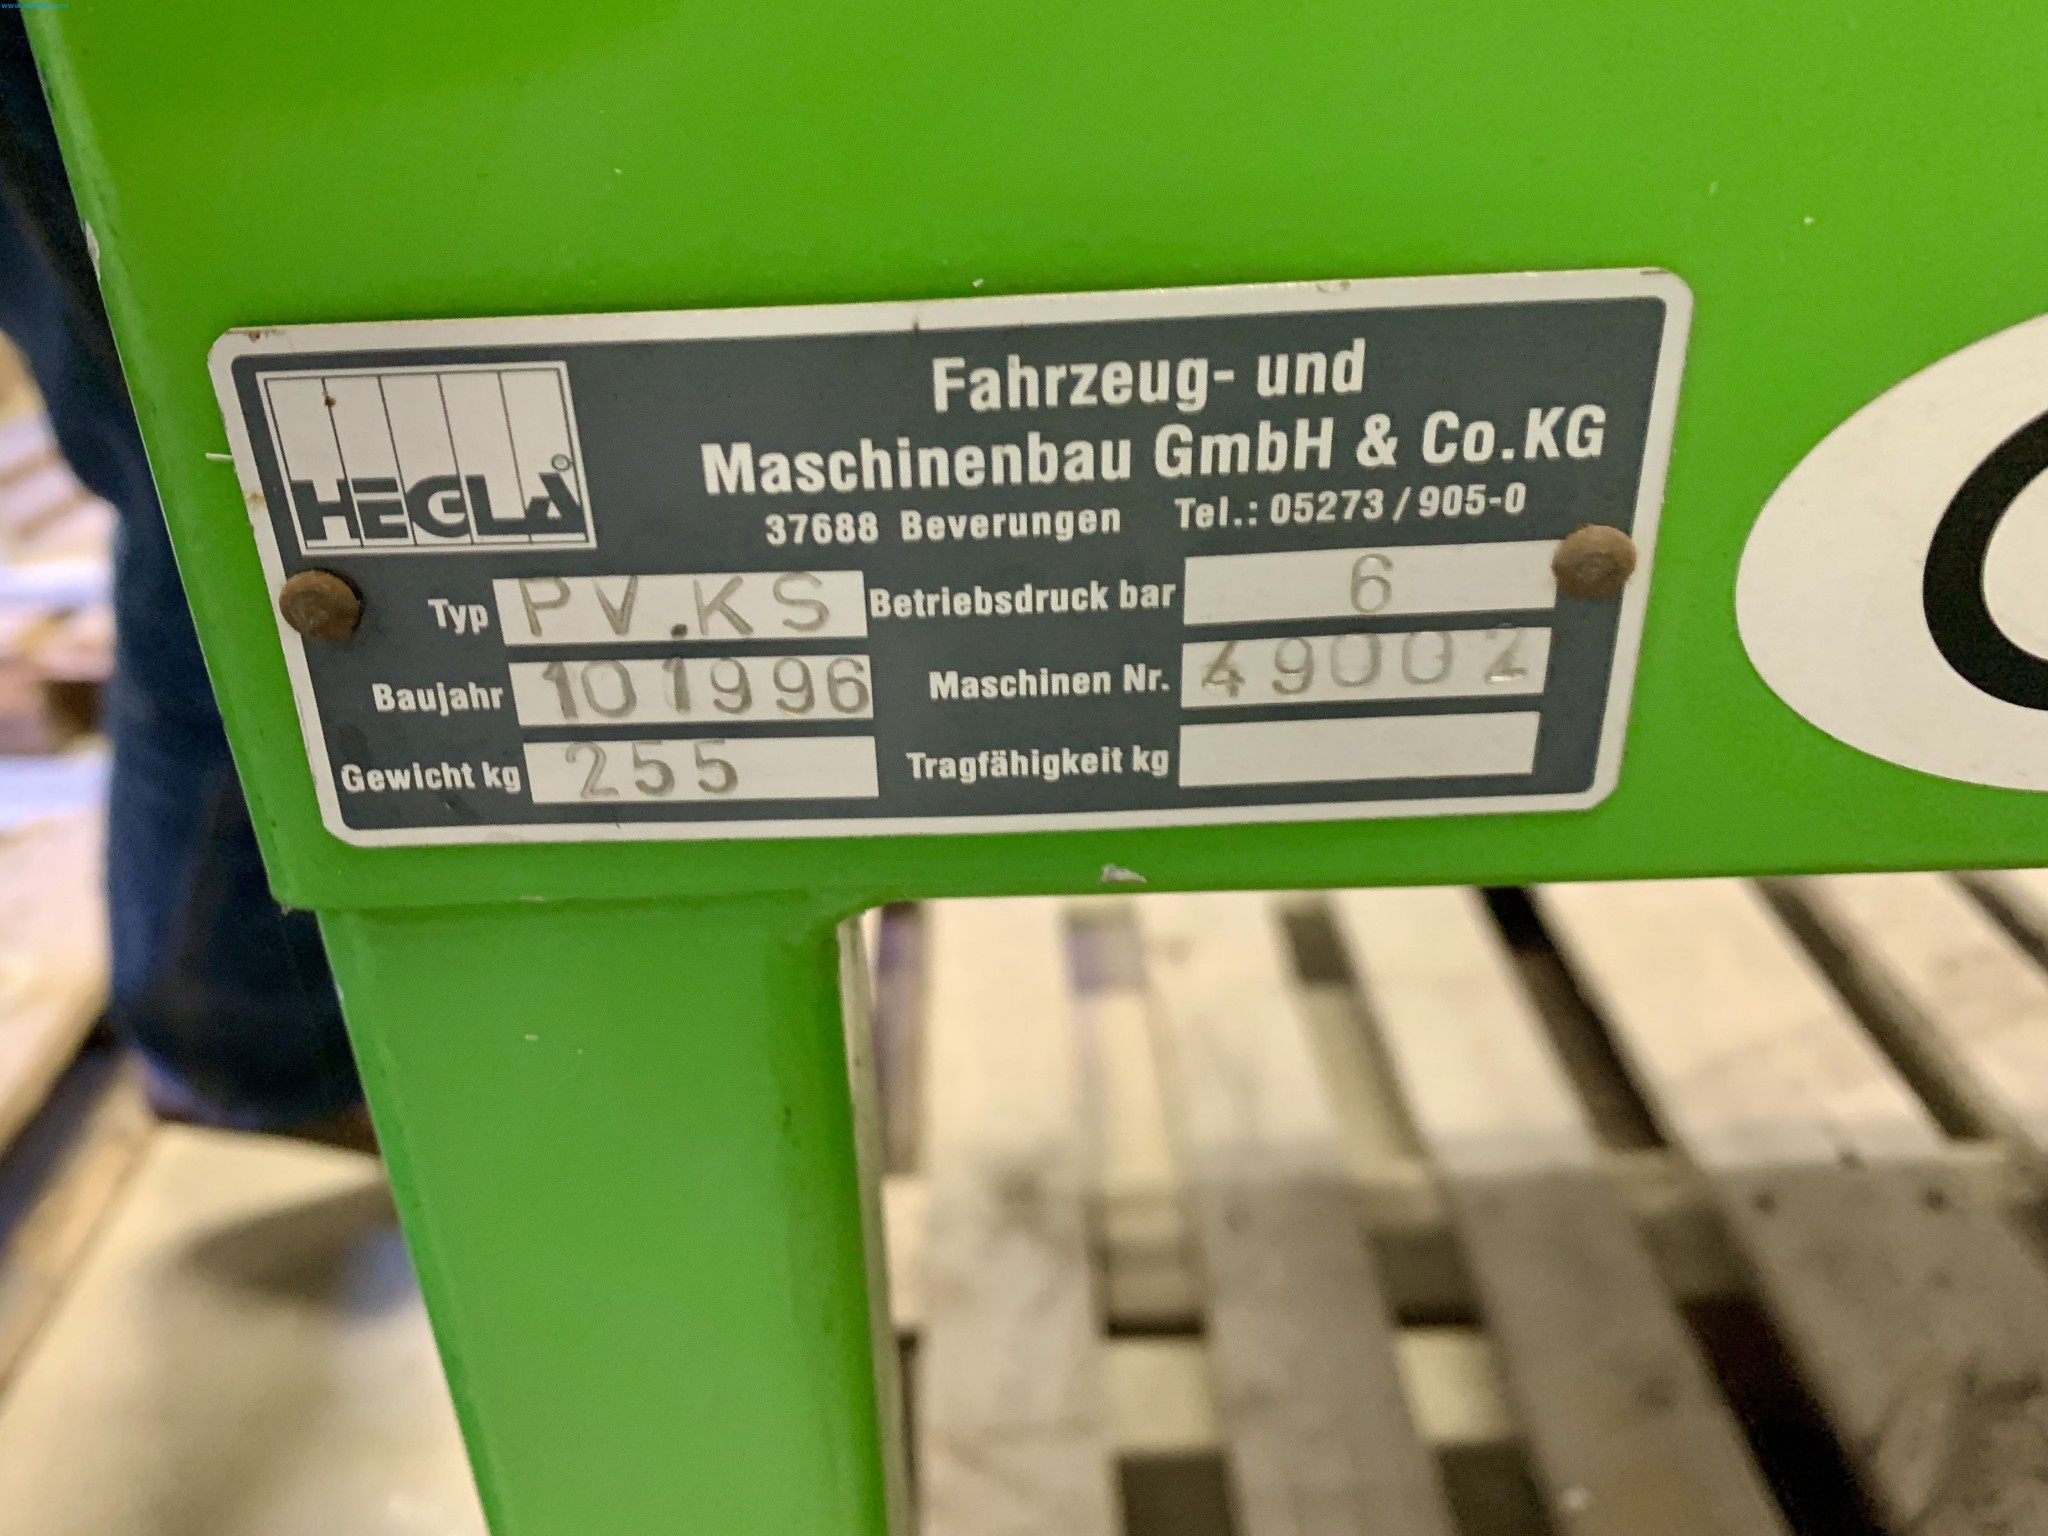 HEGLA
Fahrzeug- und
Maschinenbau GmbH & Co.KG
37688 Beverungen Tel.: 05273/905-0
Typ PV.KS Betriebsdruck bar 6
Baujahr 101996 Maschinen Nr. 49002
Gewicht kg 255 Tragfähigkeit kg